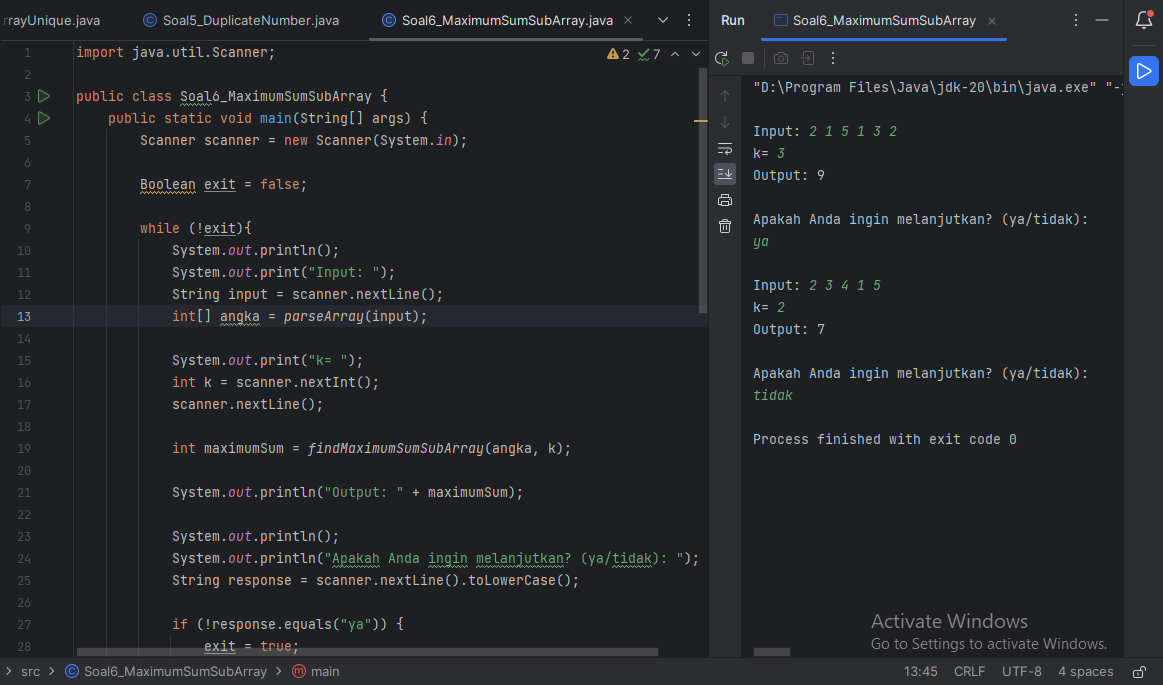 rrayUnique.java
Soal5_DuplicateNumber.java
Soal6_MaximumSumSubArray.java
Run
Soal6_MaximumSumSubArray
2 7
1 import java.util.Scanner;
2
3 public class Soal6_MaximumSumSubArray {
4 public static void main(String[] args) {
5 Scanner scanner = new Scanner(System.in);
6
7 Boolean exit = false;
8
9 while (!exit){
10 System.out.println();
11 System.out.print("Input: ");
12 String input = scanner.nextLine();
13 int[] angka = parseArray(input);
14
15 System.out.print("k= ");
16 int k = scanner.nextInt();
17 scanner.nextLine();
18
19 int maximumSum = findMaximumSumSubArray(angka, k);
20
21 System.out.println("Output: " + maximumSum);
22
23 System.out.println();
24 System.out.println("Apakah Anda ingin melanjutkan? (ya/tidak): ");
25 String response = scanner.nextLine().toLowerCase();
26
27 if (!response.equals("ya")) {
28 exit = true;
"D:\Program Files\Java\jdk-20\bin\java.exe" "-j
Input: 2 1 5 1 3 2
k= 3
Output: 9
Apakah Anda ingin melanjutkan? (ya/tidak):
ya
Input: 2 3 4 1 5
k= 2
Output: 7
Apakah Anda ingin melanjutkan? (ya/tidak):
tidak
Process finished with exit code 0
Activate Windows
Go to Settings to activate Windows.
src > Soal6_MaximumSumSubArray > main
13:45 CRLF UTF-8 4 spaces